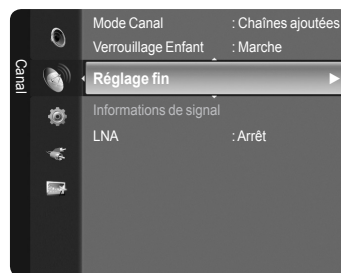 Canal
Mode Canal : Chaînes ajoutées
Verrouillage Enfant : Marche
Réglage fin
Informations de signal
LNA : Arrêt